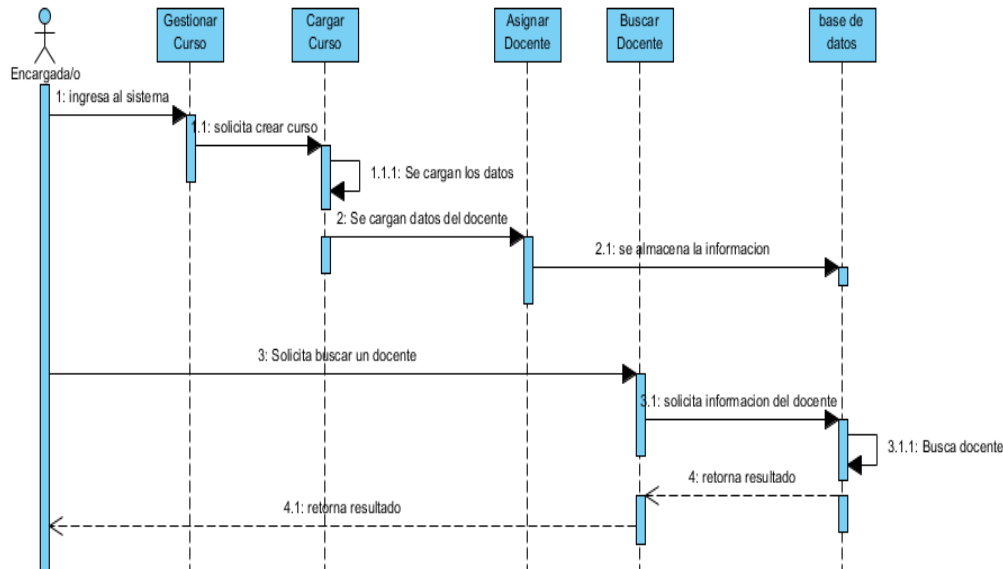 Gestionar
Curso
Cargar
Curso
Asignar
Docente
Buscar
Docente
base de
datos
Encargada/o
1: ingresa al sistema
1.1: solicita crear curso
1.1.1: Se cargan los datos
2: Se cargan datos del docente
2.1: se almacena la informacion
3: Solicita buscar un docente
3.1: solicita informacion del docente
3.1.1: Busca docente
4: retorna resultado
4.1: retorna resultado